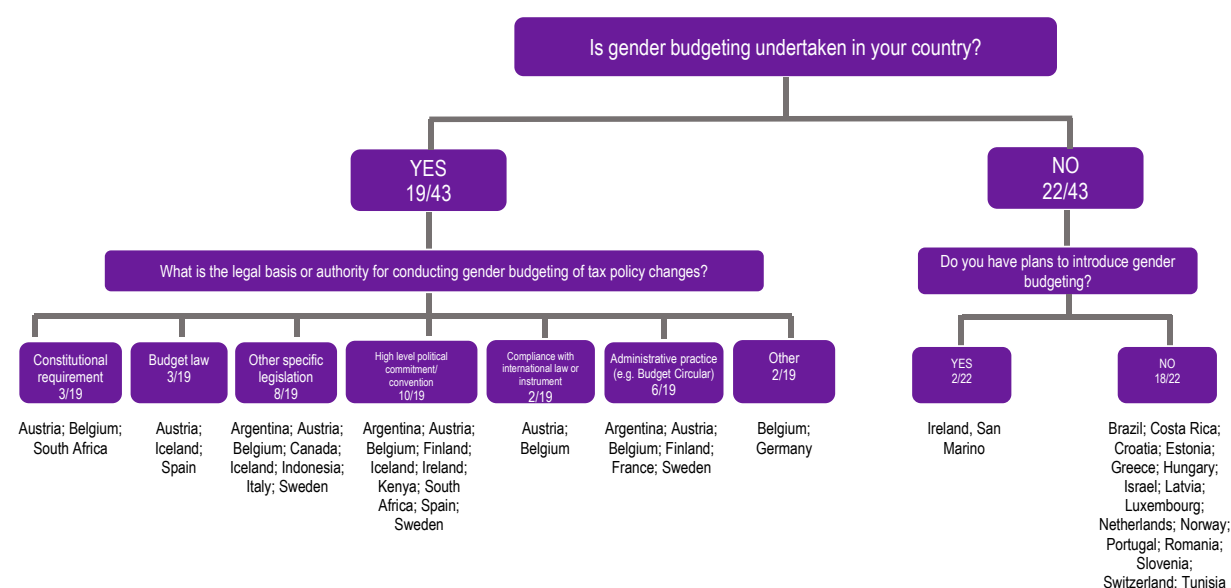 Is gender budgeting undertaken in your country?
YES
19/43
NO
22/43
What is the legal basis or authority for conducting gender budgeting of tax policy changes?
Do you have plans to introduce gender
budgeting?
Constitutional
requirement
3/19
Budget law
3/19
Other specific
legislation
8/19
High level political
commitment/
convention
10/19
Compliance with
international law or
instrument
2/19
Administrative practice
(e.g. Budget Circular)
6/19
Other
2/19
YES
2/22
NO
18/22
Austria; Belgium;
South Africa
Austria;
Iceland;
Spain
Argentina; Austria;
Belgium; Canada;
Iceland; Indonesia;
Italy; Sweden
Argentina; Austria;
Belgium; Finland;
Iceland; Ireland;
Kenya; South
Africa; Spain;
Sweden
Austria;
Belgium
Argentina; Austria;
Belgium; Finland;
France; Sweden
Belgium;
Germany
Ireland, San
Marino
Brazil; Costa Rica;
Croatia; Estonia;
Greece; Hungary;
Israel; Latvia;
Luxembourg;
Netherlands; Norway;
Portugal; Romania;
Slovenia;
Switzerland; Tunisia